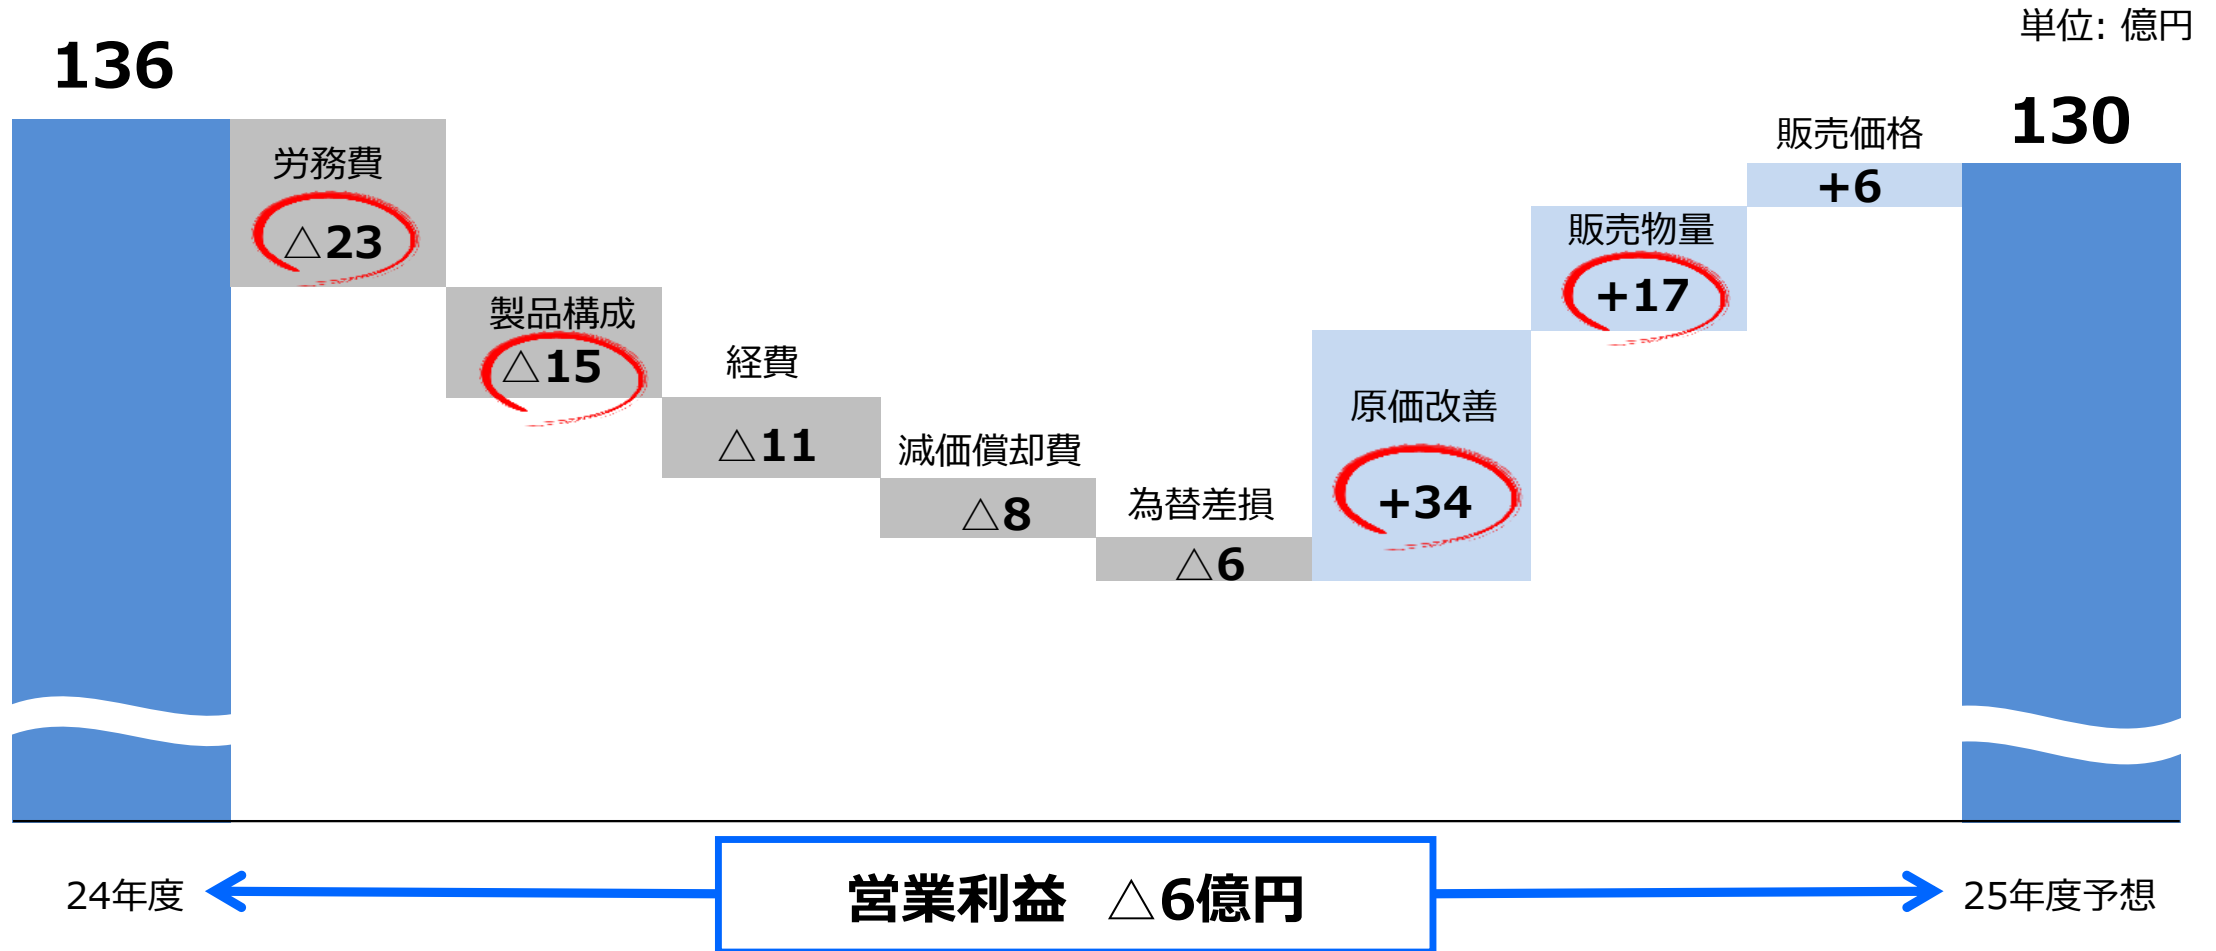 単位: 億円
136
130
労務費
△23
製品構成
△15
経費
△11
減価償却費
△8
為替差損
△6
原価改善
+34
販売物量
+17
販売価格
+6
24年度
営業利益 △6億円
25年度予想